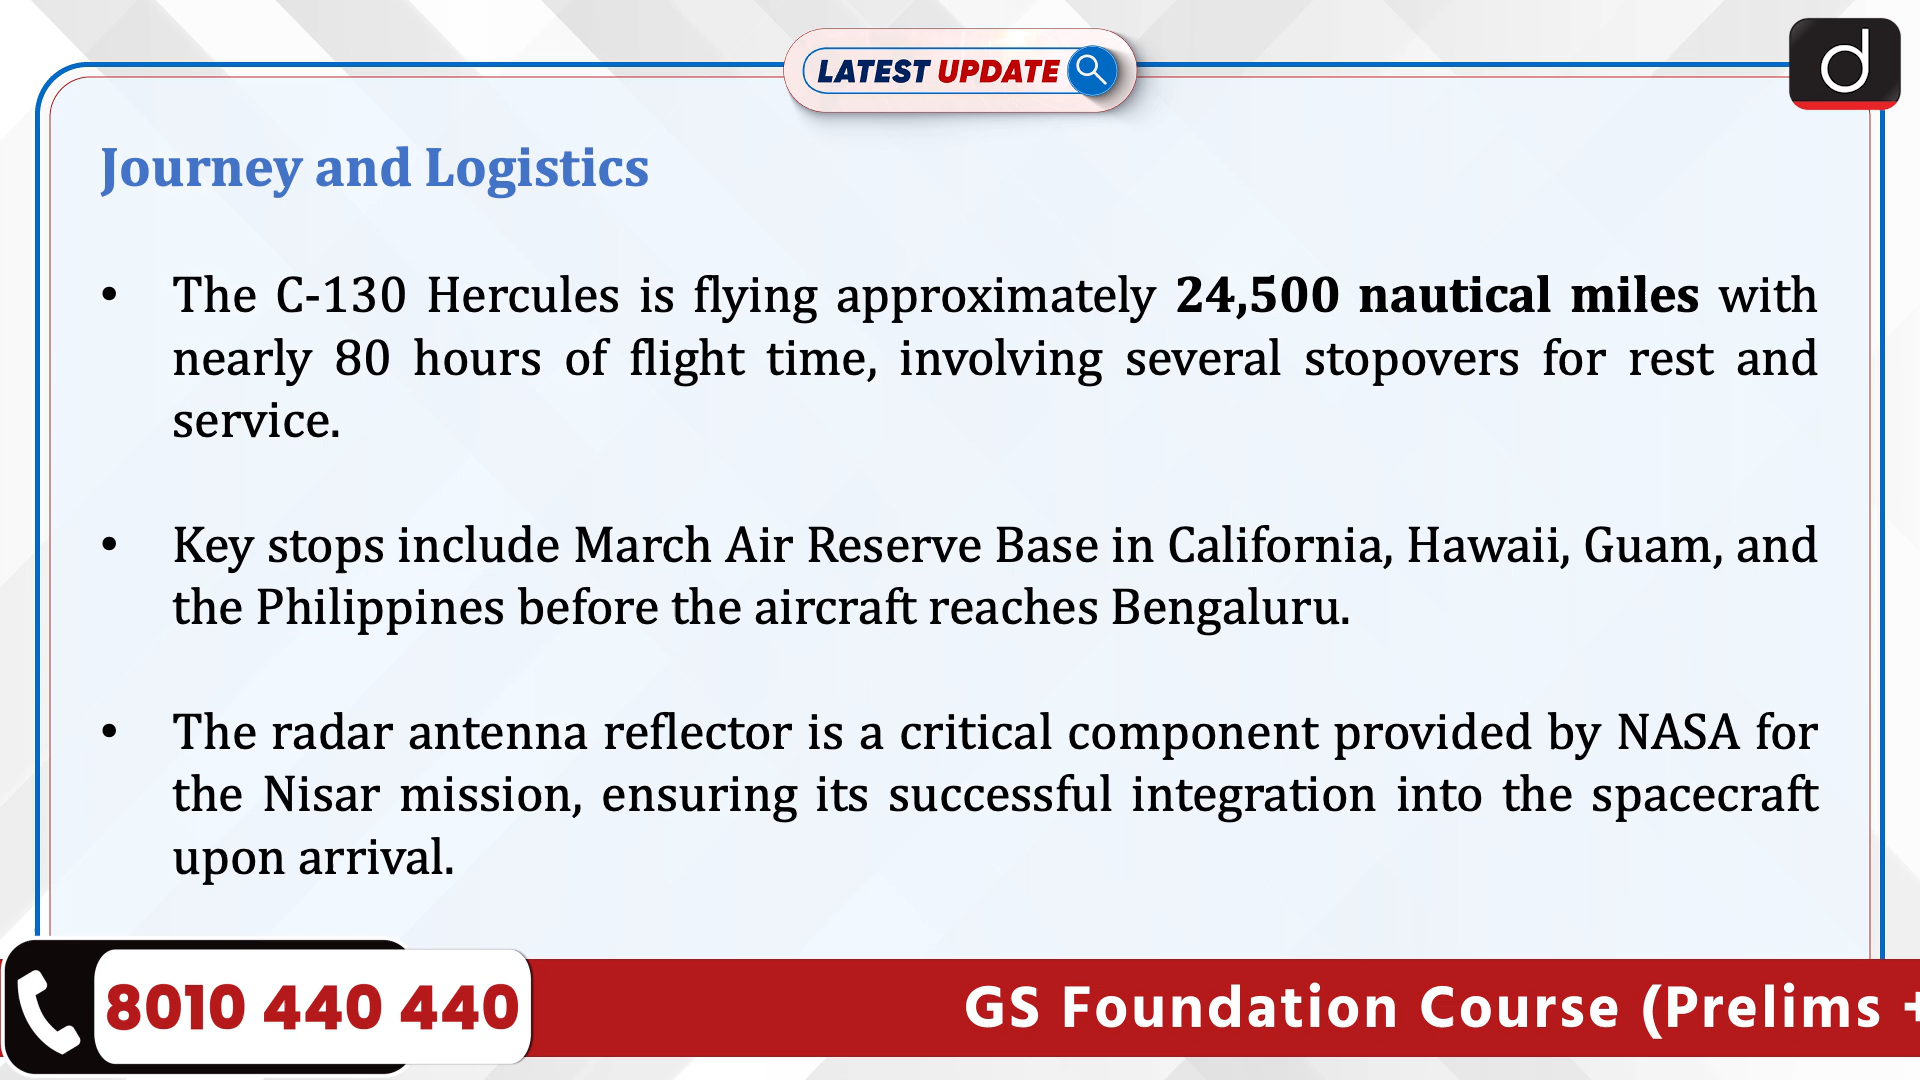 LATEST UPDATE
d
Journey and Logistics
• The C-130 Hercules is flying approximately 24,500 nautical miles with
nearly 80 hours of flight time, involving several stopovers for rest and
service.
• Key stops include March Air Reserve Base in California, Hawaii, Guam, and
the Philippines before the aircraft reaches Bengaluru.
• The radar antenna reflector is a critical component provided by NASA for
the Nisar mission, ensuring its successful integration into the spacecraft
upon arrival.
8010 440 440
GS Foundation Course (Prelims +